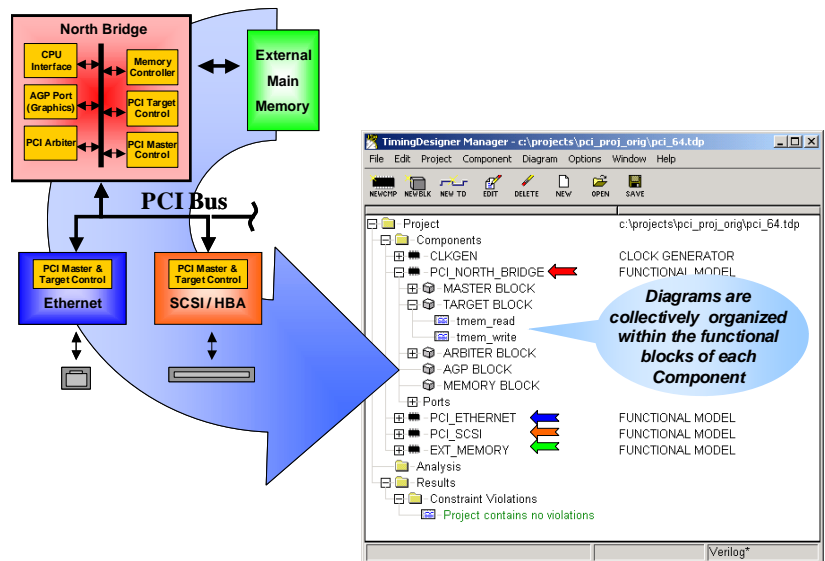 North Bridge
CPU
Interface
Memory
Controller
AGP Port
(Graphics)
PCI Target
Control
PCI Arbiter
PCI Master
Control
External
Main
Memory
PCI Bus
PCI Master &
Target Control
Ethernet
PCI Master &
Target Control
SCSI / HBA
TimingDesigner Manager - c:\projects\pci_proj_orig\pci_64.tdp
File Edit Project Component Diagram Options Window Help
NEWCMP NEWBLK NEW TD EDIT DELETE NEW OPEN SAVE
Project c:\projects\pci_proj_orig\pci_64.tdp
Components
CLKGEN CLOCK GENERATOR
PCI_NORTH_BRIDGE FUNCTIONAL MODEL
MASTER BLOCK
TARGET BLOCK
tmem_read
tmem_write
ARBITER BLOCK
AGP BLOCK
MEMORY BLOCK
Ports
PCI_ETHERNET FUNCTIONAL MODEL
PCI_SCSI FUNCTIONAL MODEL
EXT_MEMORY FUNCTIONAL MODEL
Analysis
Results
Constraint Violations
Project contains no violations
Diagrams are
collectively organized
within the functional
blocks of each
Component
Verilog*